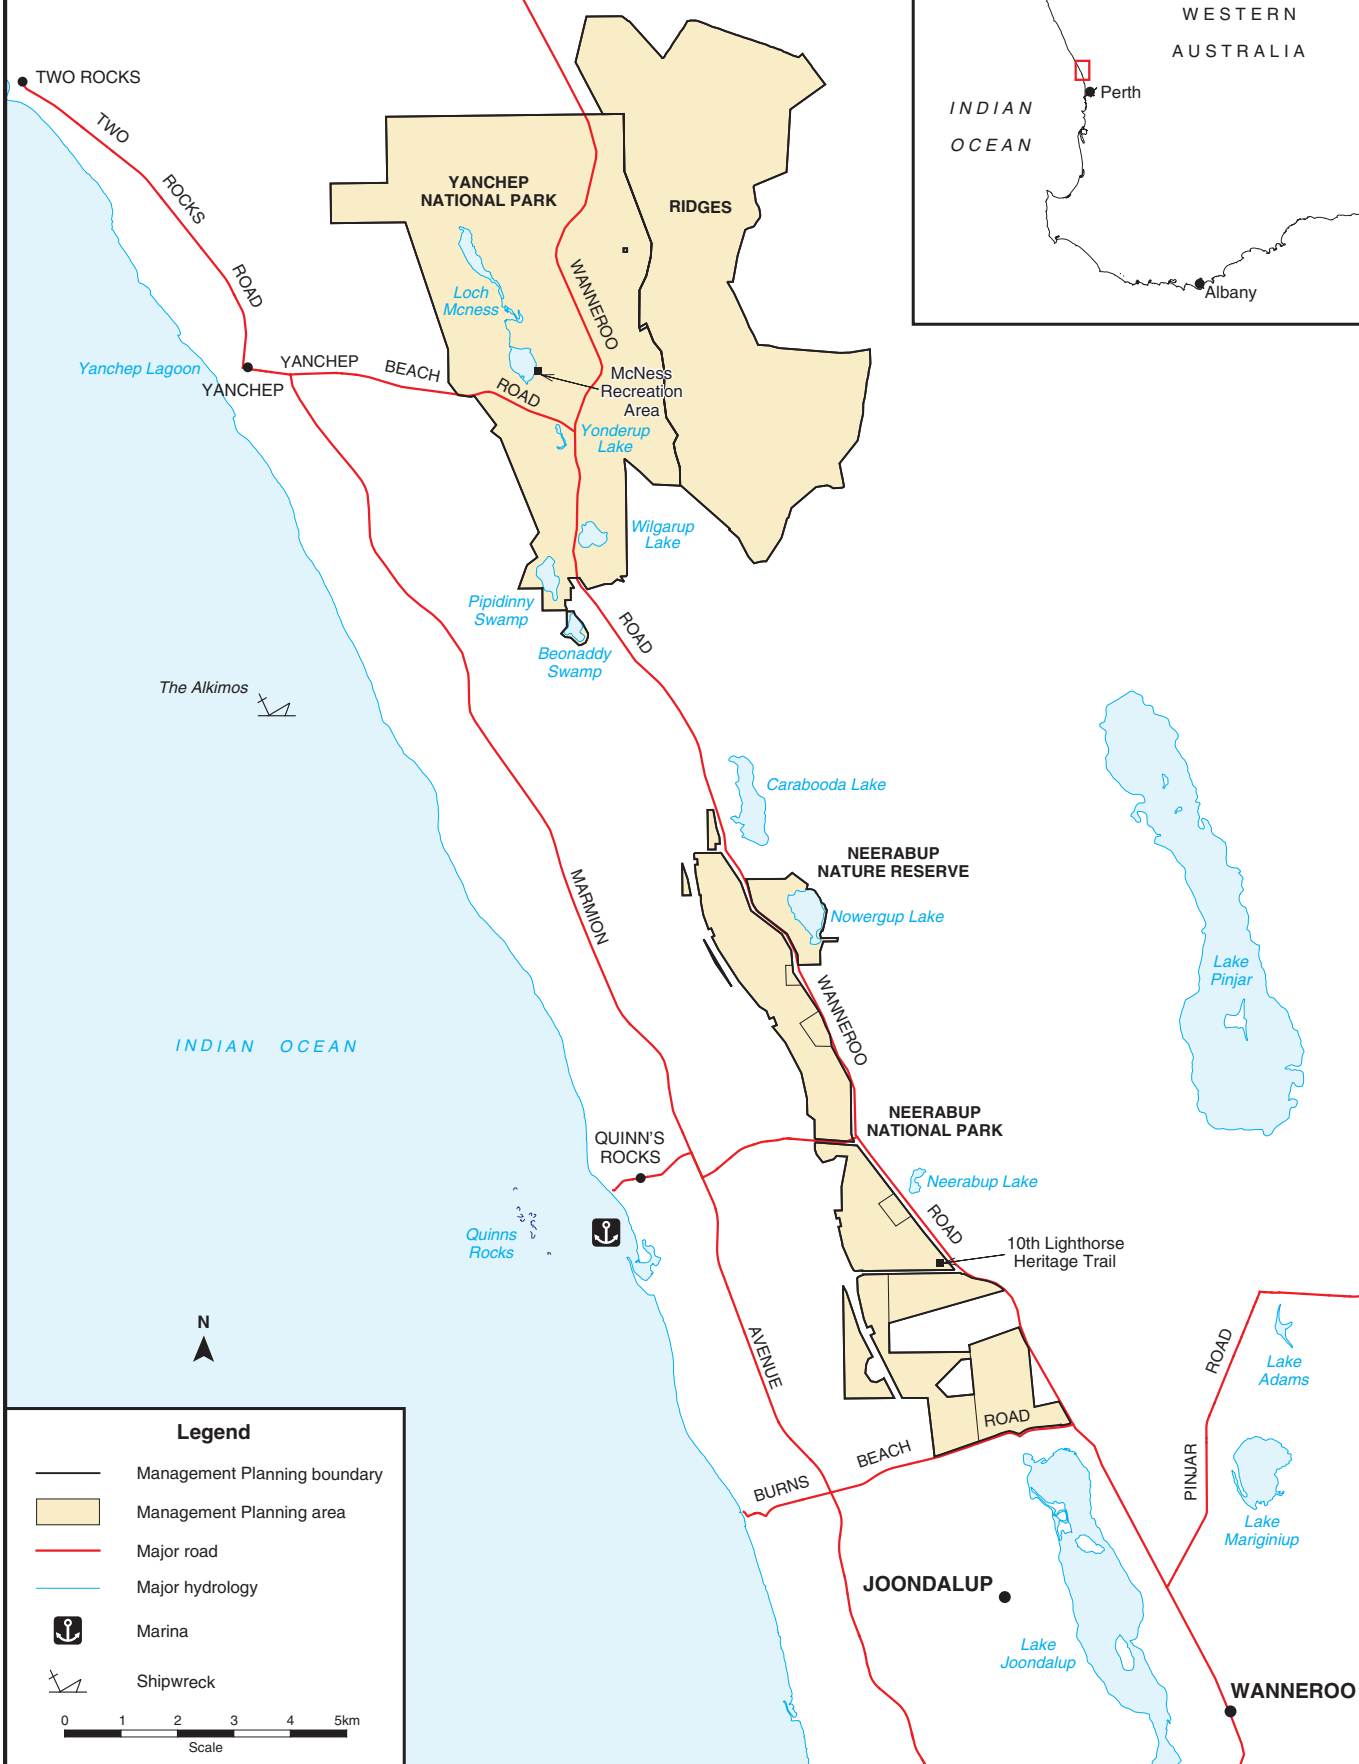 WESTERN
AUSTRALIA
Perth
INDIAN
OCEAN
Albany
TWO ROCKS
TWO
ROCKS
ROAD
YANCHEP
NATIONAL PARK
RIDGES
WANNEROO
Loch
Mcness
Yanchep Lagoon
YANCHEP
YANCHEP
BEACH
ROAD
McNess
Recreation
Area
Yonderup
Lake
Wilgarup
Lake
Pipidinny
Swamp
ROAD
Beonaddy
Swamp
The Alkimos
Carabooda Lake
NEERABUP
NATURE RESERVE
MARMION
Nowergup Lake
Lake
Pinjar
WANNEROO
INDIAN OCEAN
NEERABUP
NATIONAL PARK
QUINN'S
ROCKS
Neerabup Lake
ROAD
Quinns
Rocks
10th Lighthorse
Heritage Trail
N
AVENUE
ROAD
Lake
Adams
ROAD
BEACH
BURNS
PINJAR
Lake
Mariginiup
JOONDALUP
Lake
Joondalup
WANNEROO
Legend
Management Planning boundary
Management Planning area
Major road
Major hydrology
Marina
Shipwreck
0 1 2 3 4 5km
Scale